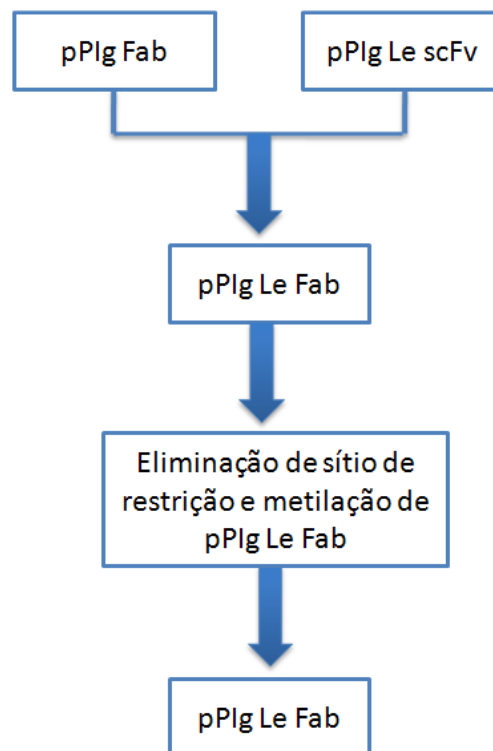 pPIg Fab
pPIg Le scFv
pPIg Le Fab
Eliminação de sítio de
restrição e metilação de
pPIg Le Fab
pPIg Le Fab